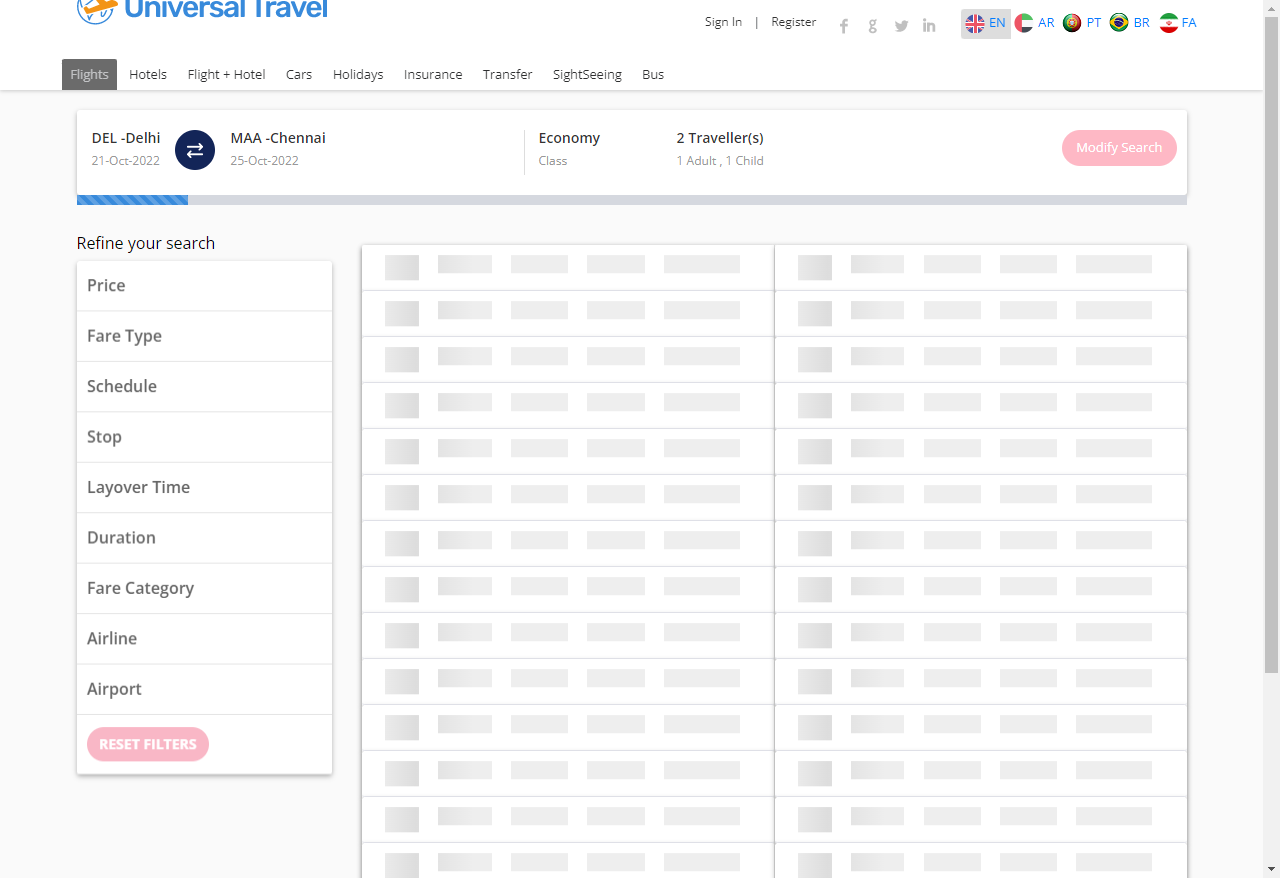 Universal Travel
Sign In | Register
EN AR PT BR FA
Flights Hotels Flight + Hotel Cars Holidays Insurance Transfer SightSeeing Bus
DEL -Delhi MAA -Chennai Economy 2 Traveller(s)
21-Oct-2022 25-Oct-2022 Class 1 Adult , 1 Child
Modify Search
Refine your search
Price
Fare Type
Schedule
Stop
Layover Time
Duration
Fare Category
Airline
Airport
RESET FILTERS